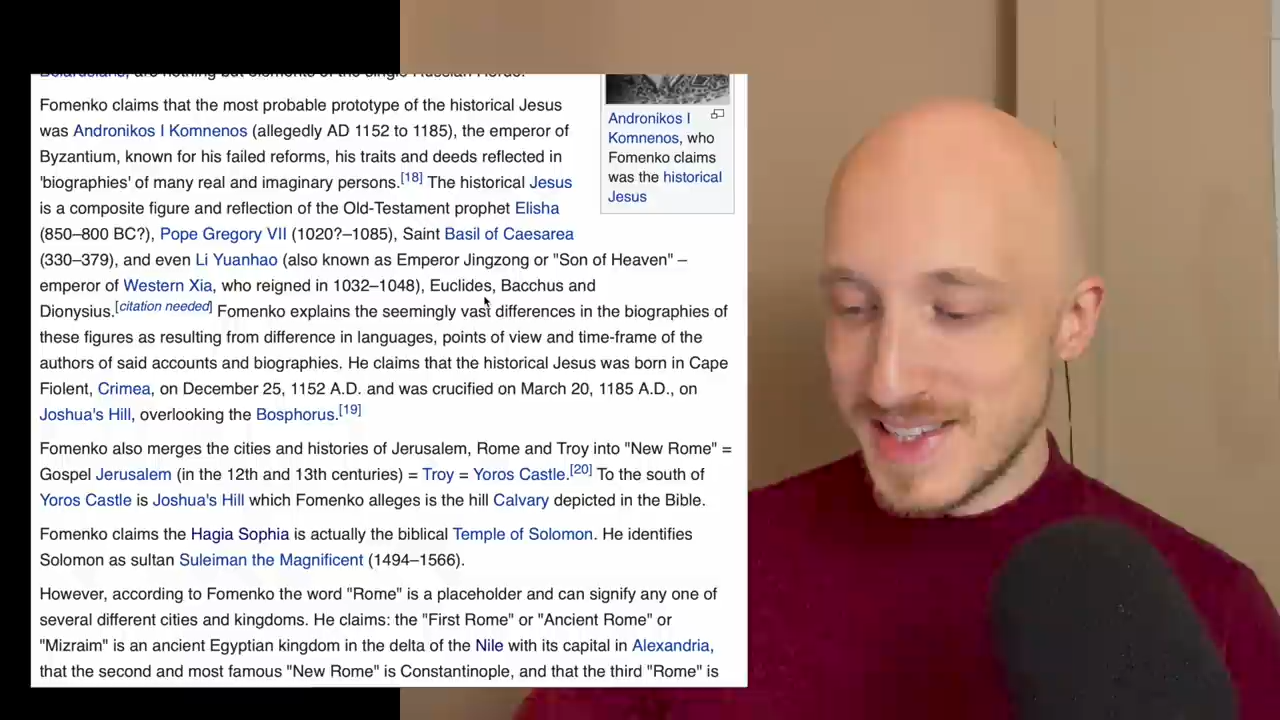 Belarusians, are nothing but elements of the single Russian Horde.
Fomenko claims that the most probable prototype of the historical Jesus
was Andronikos I Komnenos (allegedly AD 1152 to 1185), the emperor of
Byzantium, known for his failed reforms, his traits and deeds reflected in
'biographies' of many real and imaginary persons.[18] The historical Jesus
is a composite figure and reflection of the Old-Testament prophet Elisha
(850–800 BC?), Pope Gregory VII (1020?–1085), Saint Basil of Caesarea
(330–379), and even Li Yuanhao (also known as Emperor Jingzong or "Son of Heaven" –
emperor of Western Xia, who reigned in 1032–1048), Euclides, Bacchus and
Dionysius.[citation needed] Fomenko explains the seemingly vast differences in the biographies of
these figures as resulting from difference in languages, points of view and time-frame of the
authors of said accounts and biographies. He claims that the historical Jesus was born in Cape
Fiolent, Crimea, on December 25, 1152 A.D. and was crucified on March 20, 1185 A.D., on
Joshua's Hill, overlooking the Bosphorus.[19]
Fomenko also merges the cities and histories of Jerusalem, Rome and Troy into "New Rome" =
Gospel Jerusalem (in the 12th and 13th centuries) = Troy = Yoros Castle.[20] To the south of
Yoros Castle is Joshua's Hill which Fomenko alleges is the hill Calvary depicted in the Bible.
Fomenko claims the Hagia Sophia is actually the biblical Temple of Solomon. He identifies
Solomon as sultan Suleiman the Magnificent (1494–1566).
However, according to Fomenko the word "Rome" is a placeholder and can signify any one of
several different cities and kingdoms. He claims: the "First Rome" or "Ancient Rome" or
"Mizraim" is an ancient Egyptian kingdom in the delta of the Nile with its capital in Alexandria,
that the second and most famous "New Rome" is Constantinople, and that the third "Rome" is
Andronikos I
Komnenos, who
Fomenko claims
was the historical
Jesus